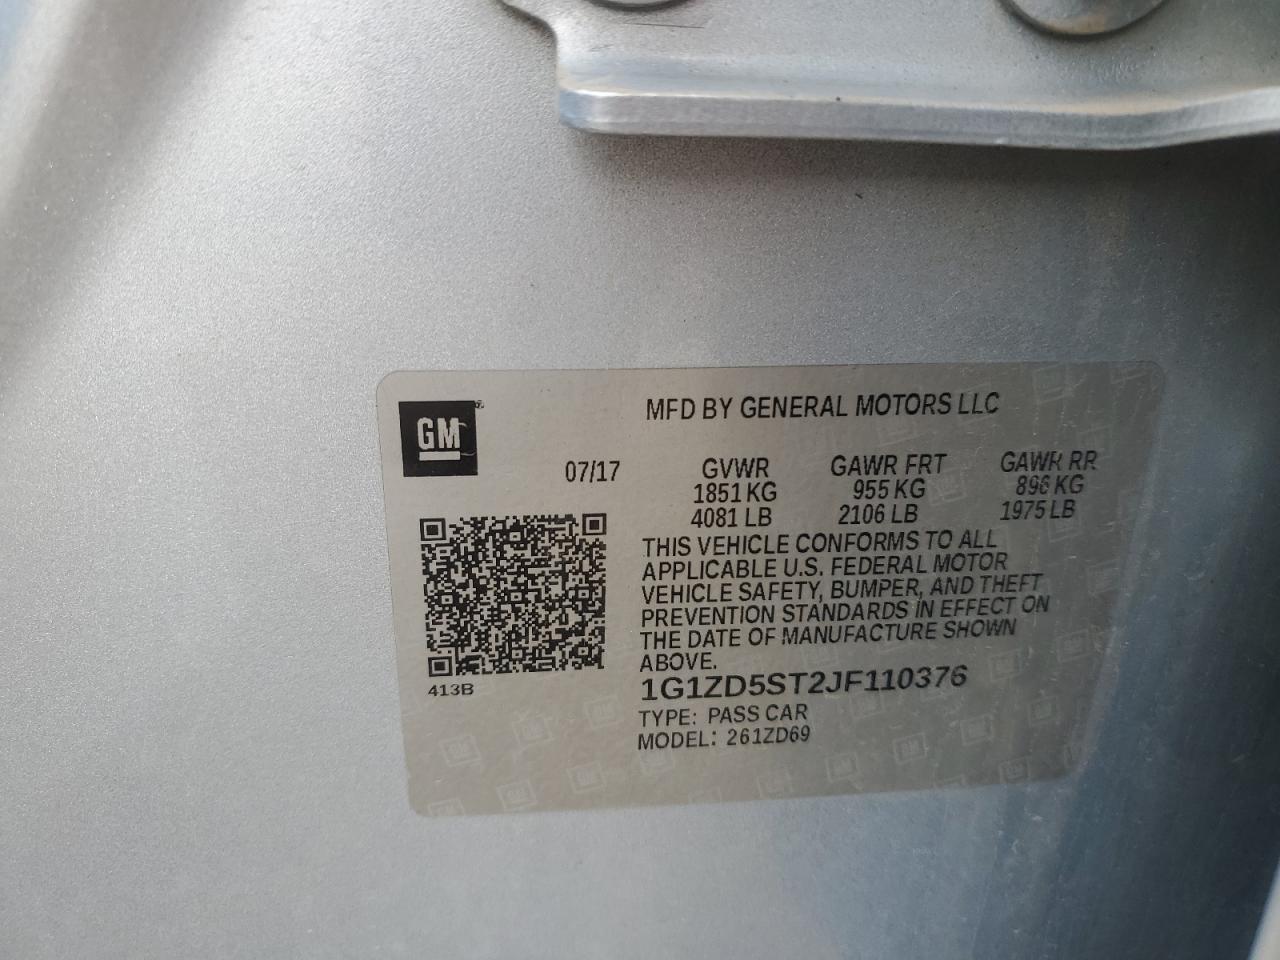 GM
MFD BY GENERAL MOTORS LLC
07/17 GVWR GAWR FRT GAWR RR
1851 KG 955 KG 896 KG
4081 LB 2106 LB 1975 LB
THIS VEHICLE CONFORMS TO ALL
APPLICABLE U.S. FEDERAL MOTOR
VEHICLE SAFETY, BUMPER, AND THEFT
PREVENTION STANDARDS IN EFFECT ON
THE DATE OF MANUFACTURE SHOWN
ABOVE.
413B
1G1ZD5ST2JF110376
TYPE: PASS CAR
MODEL: 261ZD69